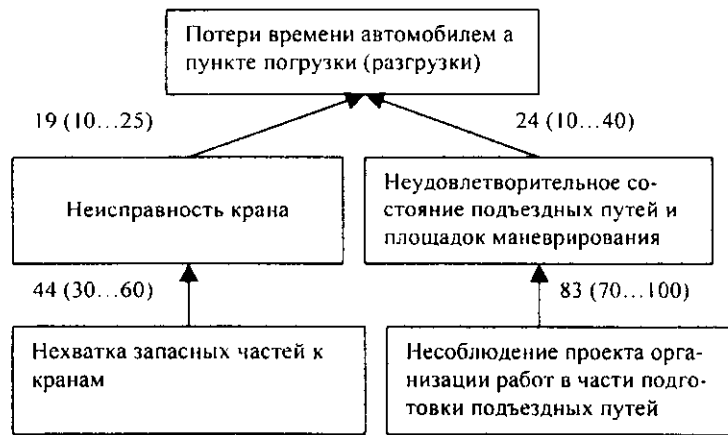 Потери времени автомобилем а
пункте погрузки (разгрузки)
19 (10...25)
24 (10...40)
Неисправность крана
Неудовлетворительное со-
стояние подъездных путей и
площадок маневрирования
44 (30...60)
83 (70...100)
Нехватка запасных частей к
кранам
Несоблюдение проекта орга-
низации работ в части подго-
товки подъездных путей